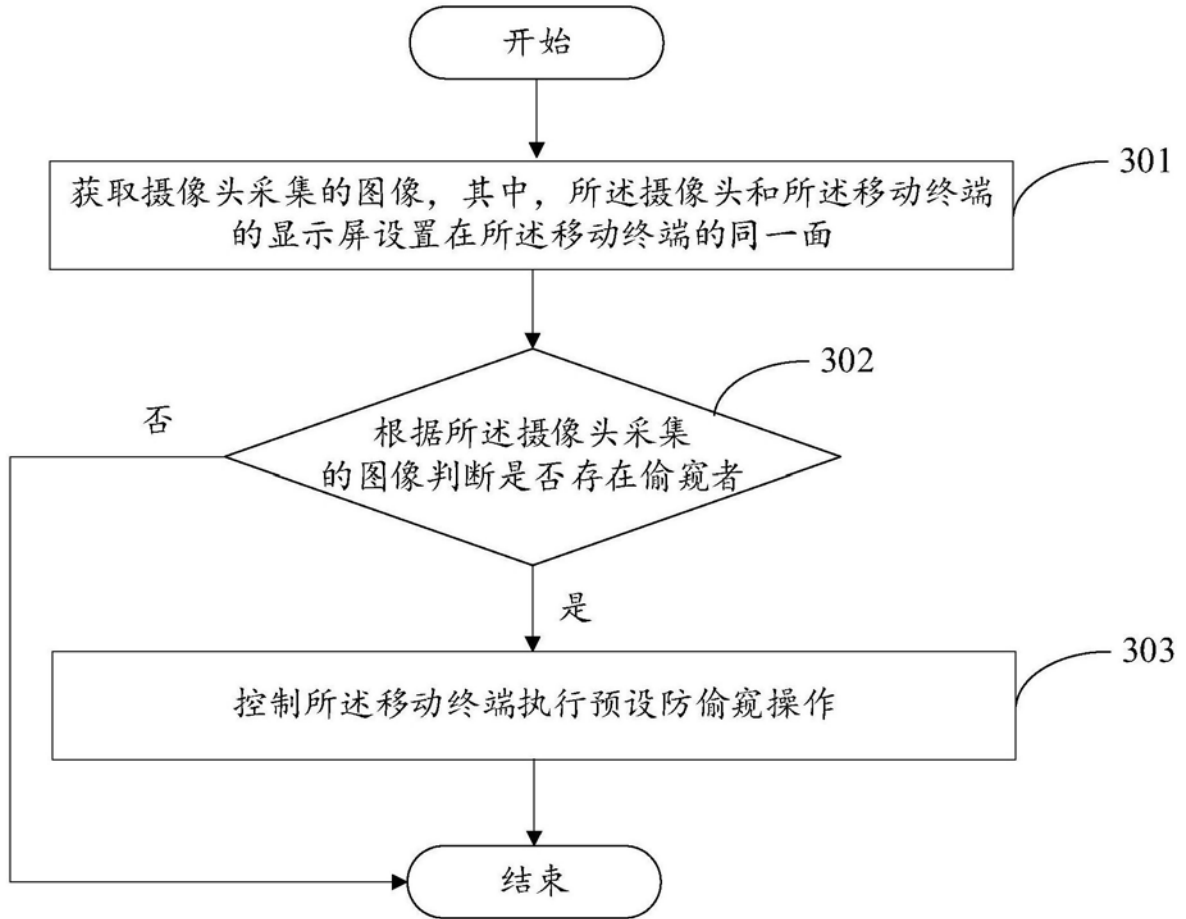 开始
301
获取摄像头采集的图像，其中，所述摄像头和所述移动终端
的显示屏设置在所述移动终端的同一面
302
否
根据所述摄像头采集
的图像判断是否存在偷窥者
是
303
控制所述移动终端执行预设防偷窥操作
结束